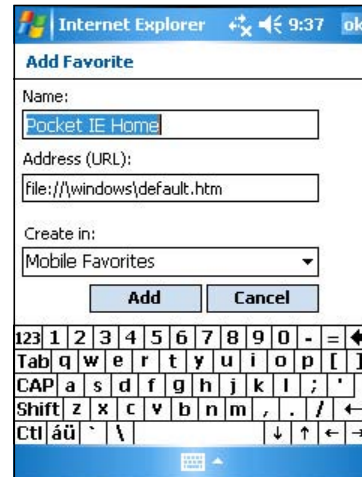 Internet Explorer 9:37 ok
Add Favorite
Name:
Pocket IE Home
Address (URL):
file://\windows\default.htm
Create in:
Mobile Favorites
Add Cancel
123 1 2 3 4 5 6 7 8 9 0 - = ←
Tab q w e r t y u i o p [ ]
CAP a s d f g h j k l ; '
Shift z x c v b n m , . / ←
Ctl áü ` \ ↓ ↑ ← →